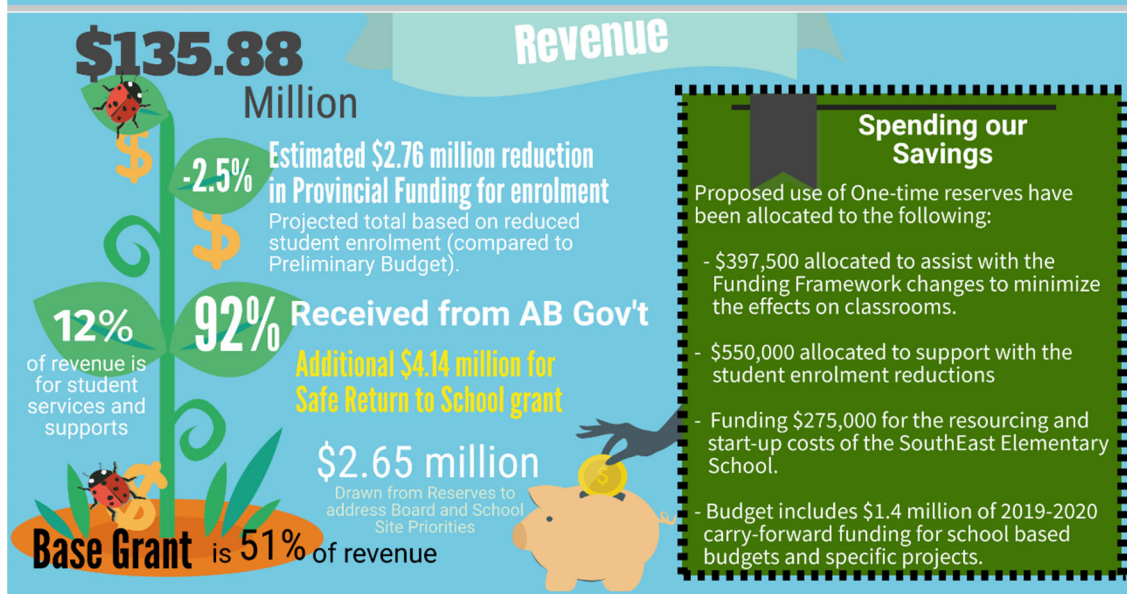 Revenue
$135.88
Million
-2.5%
Estimated $2.76 million reduction
in Provincial Funding for enrolment
Projected total based on reduced
student enrolment (compared to
Preliminary Budget).
12%
of revenue is
for student
services and
supports
92%
Received from AB Gov't
Additional $4.14 million for
Safe Return to School grant
$2.65 million
Drawn from Reserves to
address Board and School
Site Priorities
Base Grant is 51% of revenue
Spending our
Savings
Proposed use of One-time reserves have
been allocated to the following:
- $397,500 allocated to assist with the
Funding Framework changes to minimize
the effects on classrooms.
- $550,000 allocated to support with the
student enrolment reductions
- Funding $275,000 for the resourcing and
start-up costs of the SouthEast Elementary
School.
- Budget includes $1.4 million of 2019-2020
carry-forward funding for school based
budgets and specific projects.